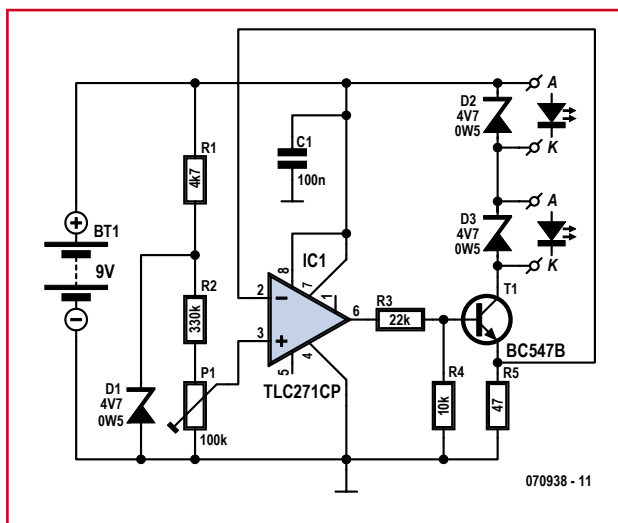 A
D2
4V7
0W5
K
R1
4k7
C1
100n
A
D3
4V7
0W5
K
BT1
9V
IC1
8
7
1
2
3
6
5
4
TLC271CP
R2
330k
P1
100k
D1
4V7
0W5
R3
22k
T1
BC547B
R4
10k
R5
47
070938 - 11